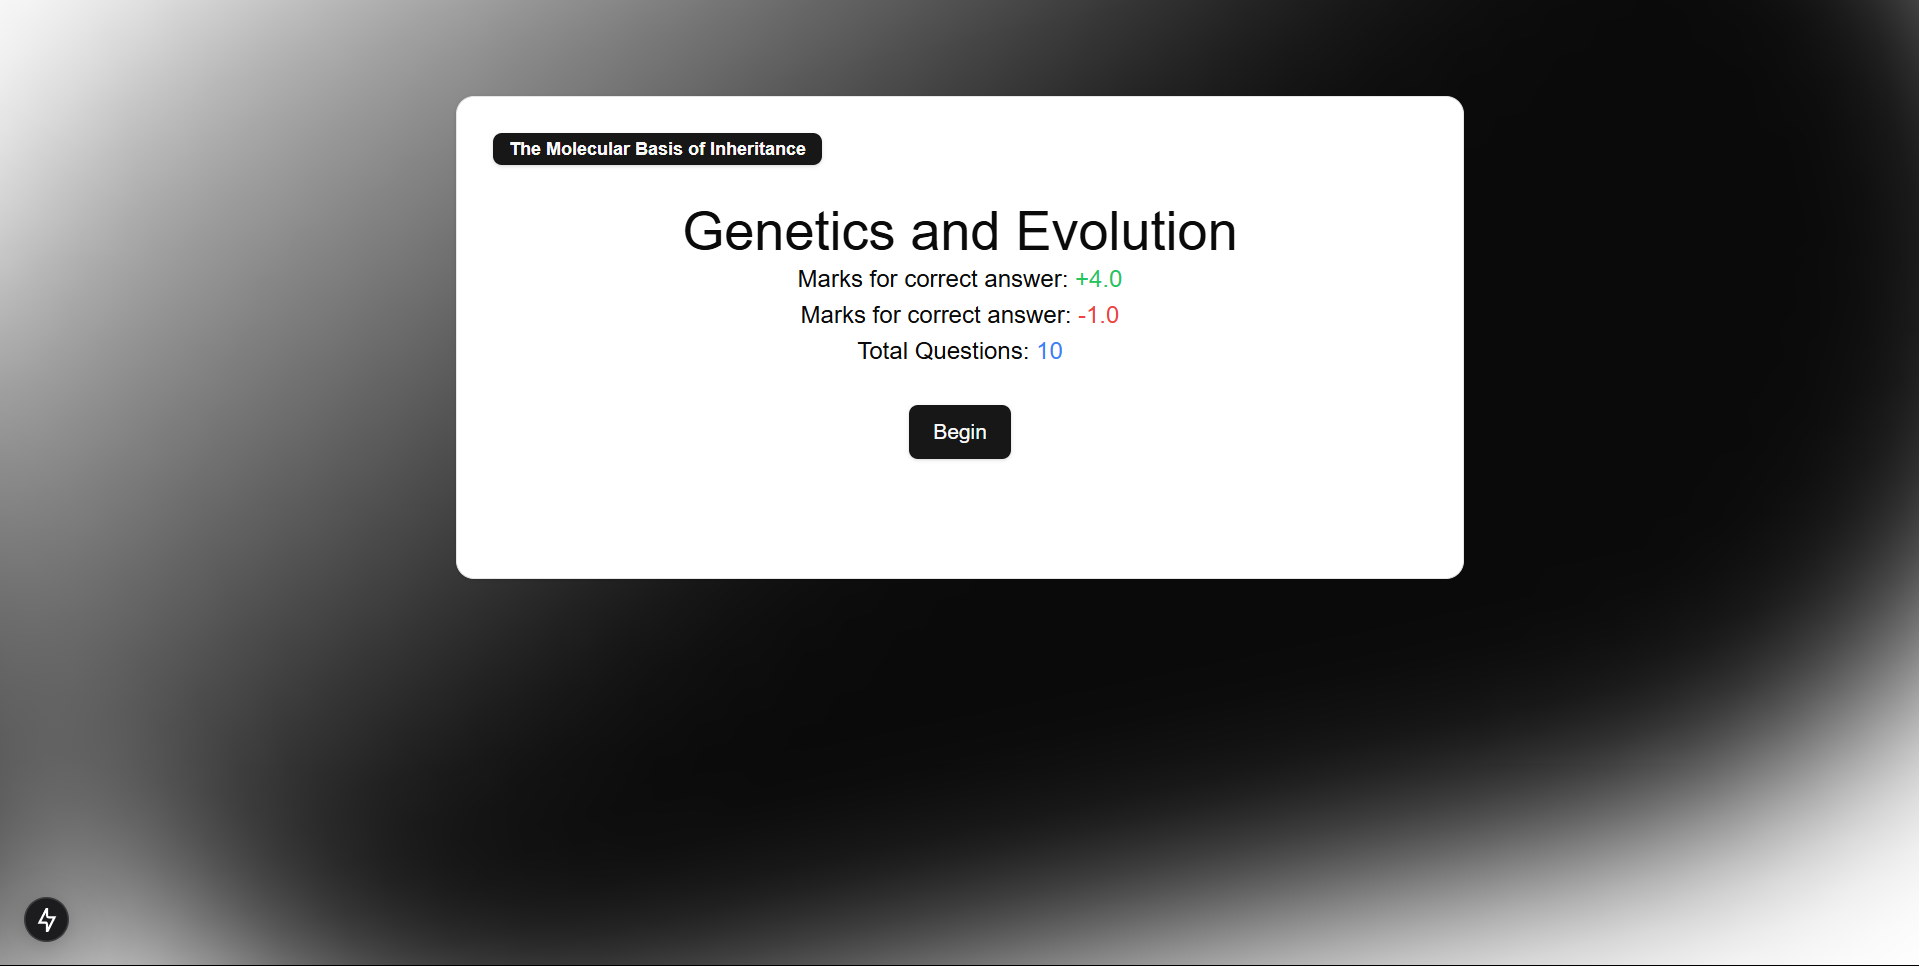 The Molecular Basis of Inheritance
Genetics and Evolution
Marks for correct answer: +4.0
Marks for correct answer: -1.0
Total Questions: 10
Begin